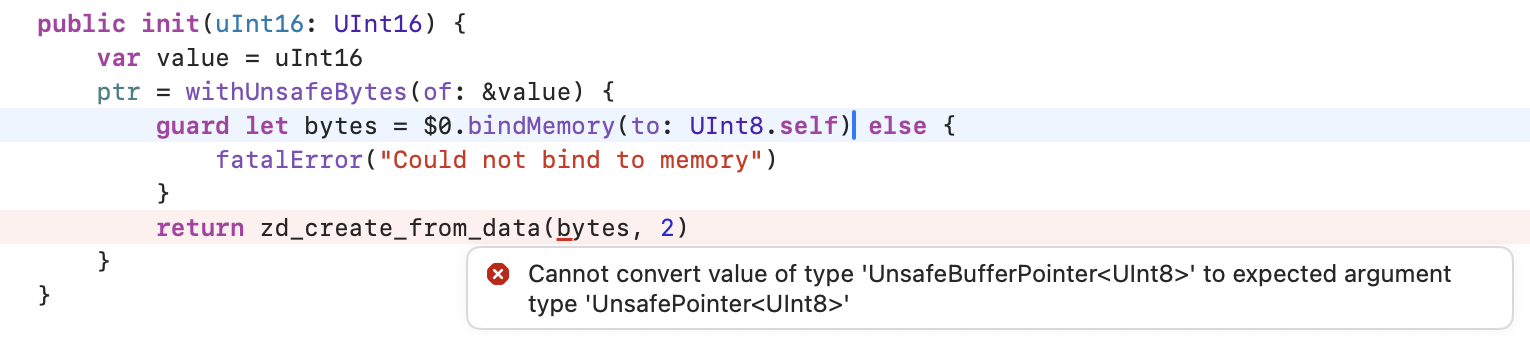 public init(uInt16: UInt16) {
    var value = uInt16
    ptr = withUnsafeBytes(of: &value) {
        guard let bytes = $0.bindMemory(to: UInt8.self) else {
            fatalError("Could not bind to memory")
        }
        return zd_create_from_data(bytes, 2)
    }
Cannot convert value of type 'UnsafeBufferPointer<UInt8>' to expected argument
type 'UnsafePointer<UInt8>'
}